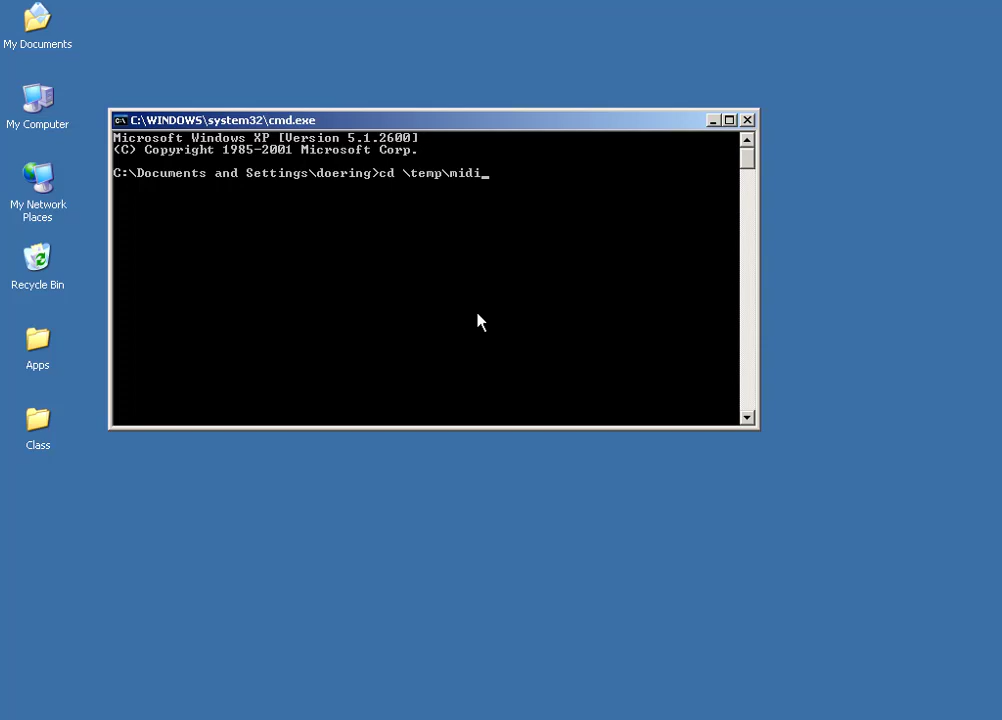 My Documents
My Computer
My Network
Places
Recycle Bin
Apps
Class
C:\WINDOWS\system32\cmd.exe
Microsoft Windows XP [Version 5.1.2600]
(C) Copyright 1985-2001 Microsoft Corp.
C:\Documents and Settings\doering>cd \temp\midi_